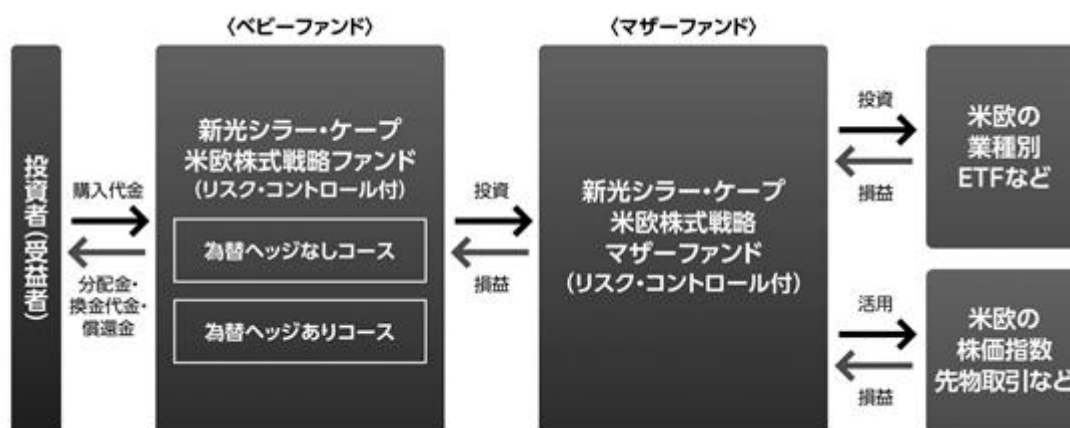 〈ベビーファンド〉
〈マザーファンド〉
投資者(受益者)
購入代金
分配金・
換金代金・
償還金
新光シラー・ケープ
米欧株式戦略ファンド
(リスク・コントロール付)
為替ヘッジなしコース
為替ヘッジありコース
投資
損益
新光シラー・ケープ
米欧株式戦略
マザーファンド
(リスク・コントロール付)
投資
損益
米欧の
業種別
ETFなど
活用
損益
米欧の
株価指数
先物取引など